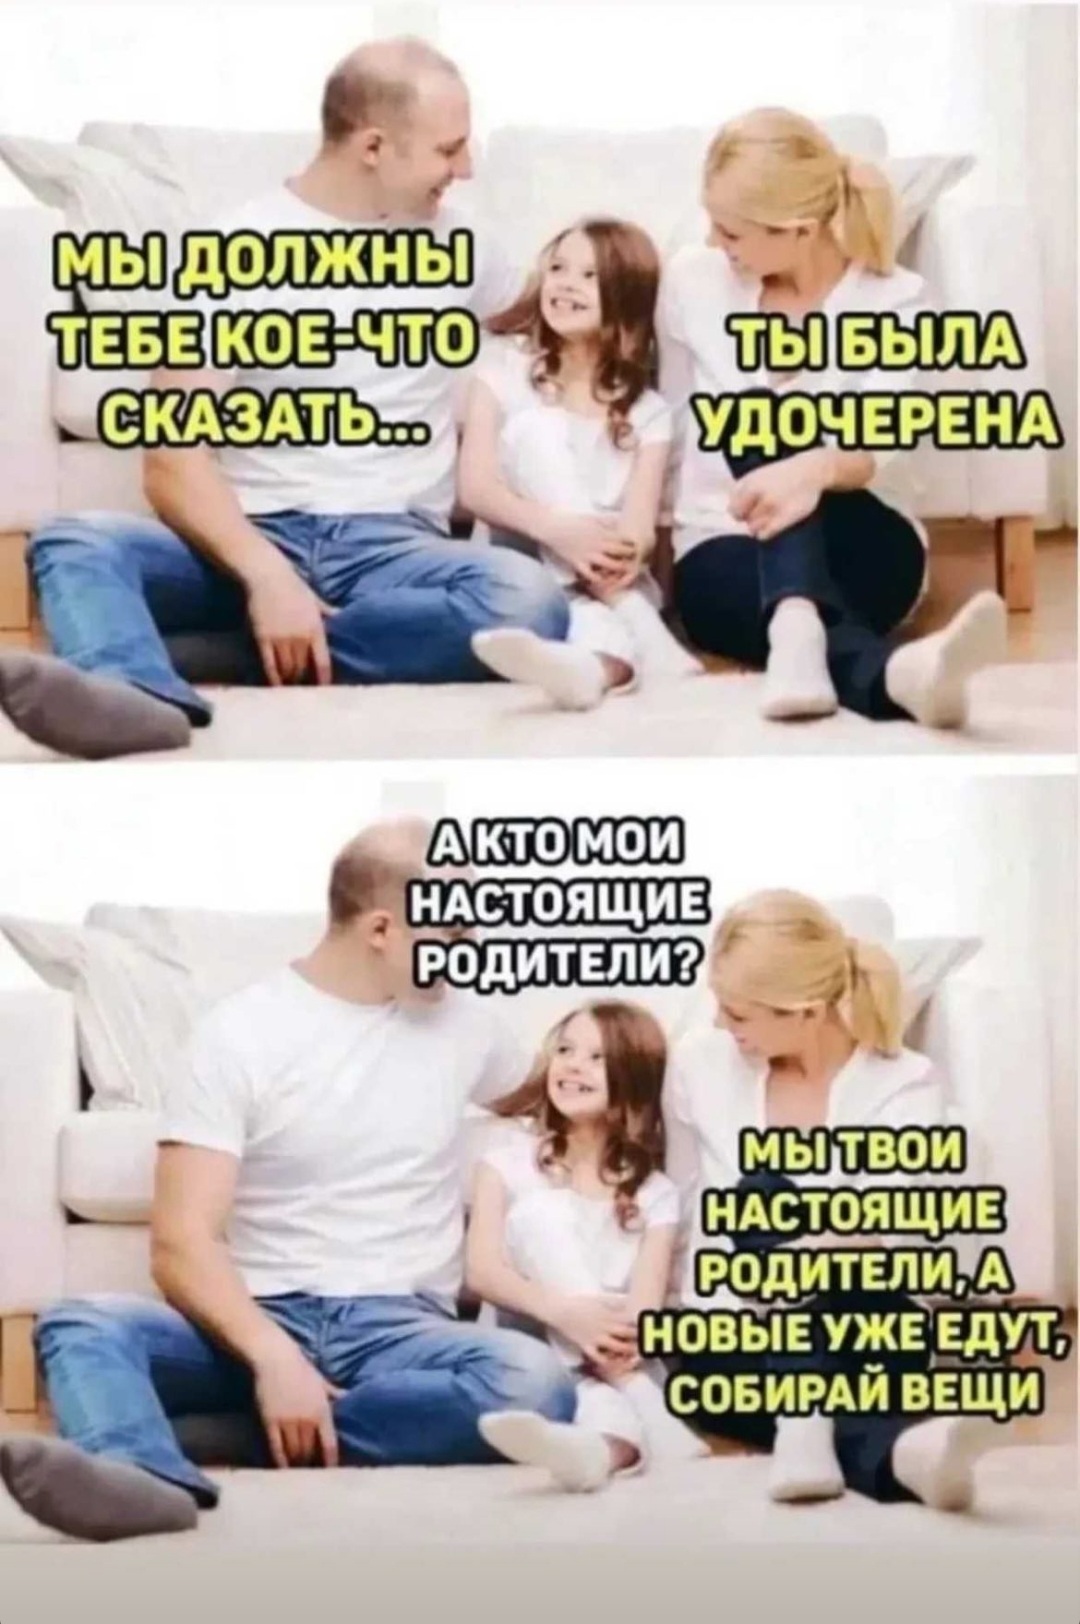 МЫ ДОЛЖНЫ
ТЕБЕ КОЕ-ЧТО
СКАЗАТЬ...
ТЫ БЫЛА
УДОЧЕРЕНА
А КТО МОИ
НАСТОЯЩИЕ
РОДИТЕЛИ?
МЫ ТВОИ
НАСТОЯЩИЕ
РОДИТЕЛИ, А
НОВЫЕ УЖЕ ЕДУТ,
СОБИРАЙ ВЕЩИ